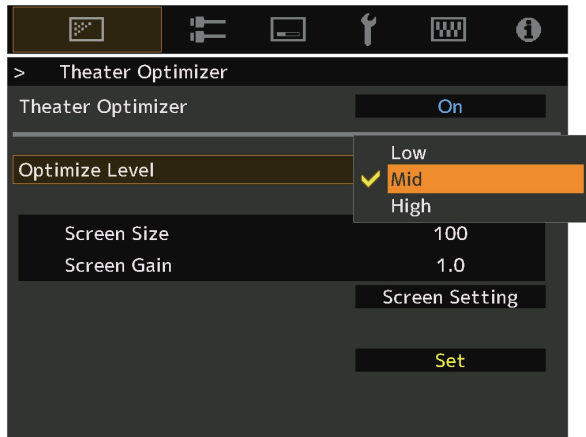 > Theater Optimizer
Theater Optimizer On
Optimize Level
Low
Mid
High
Screen Size 100
Screen Gain 1.0
Screen Setting
Set